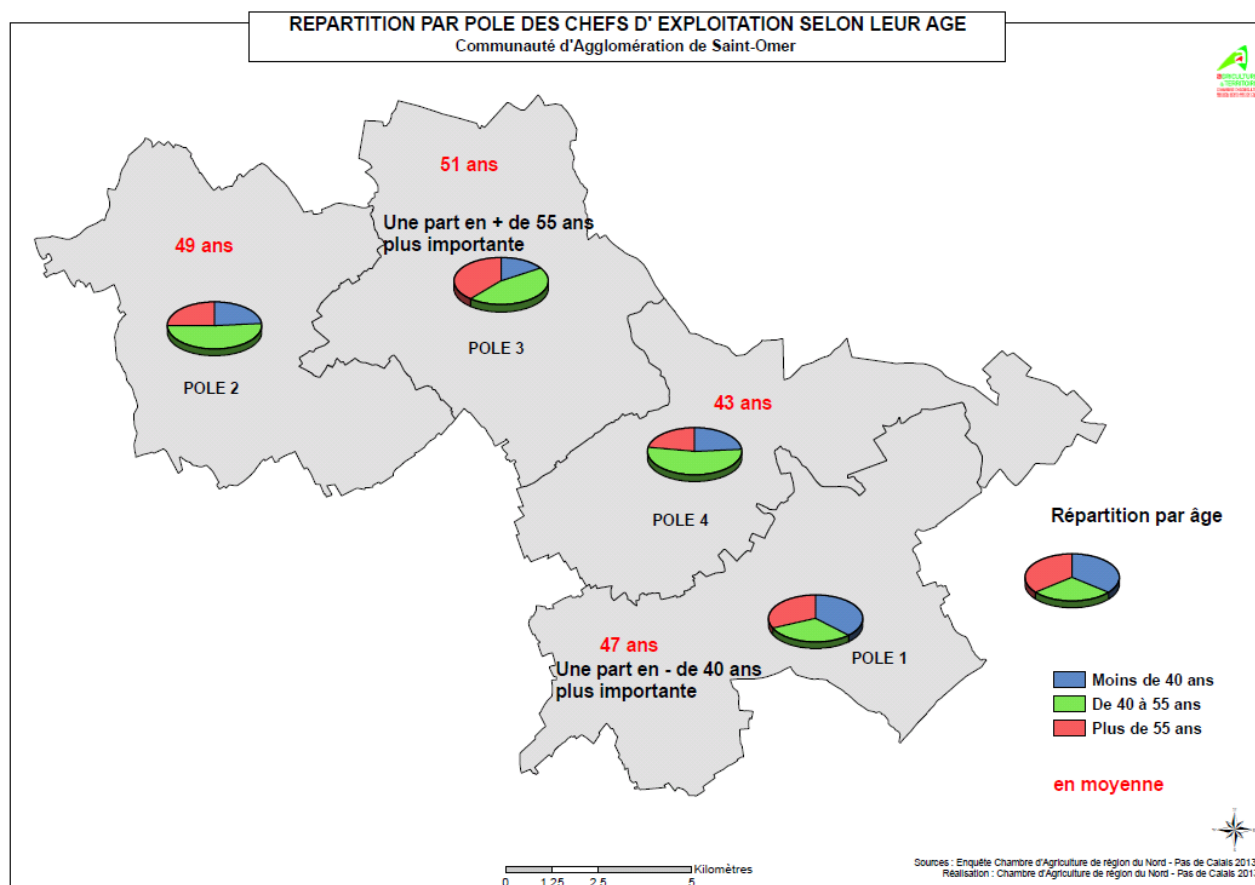 REPARTITION PAR POLE DES CHEFS D' EXPLOITATION SELON LEUR AGE
Communauté d'Agglomération de Saint-Omer
51 ans
Une part en + de 55 ans
plus importante
49 ans
POLE 3
POLE 2
43 ans
POLE 4
Répartition par âge
47 ans
Une part en - de 40 ans
plus importante
POLE 1
Moins de 40 ans
De 40 à 55 ans
Plus de 55 ans
en moyenne
Kilomètres
0 1.25 2.5 5
Sources : Enquête Chambre d'Agriculture de région du Nord - Pas de Calais 2013
Réalisation : Chambre d'Agriculture de région du Nord - Pas de Calais 2013